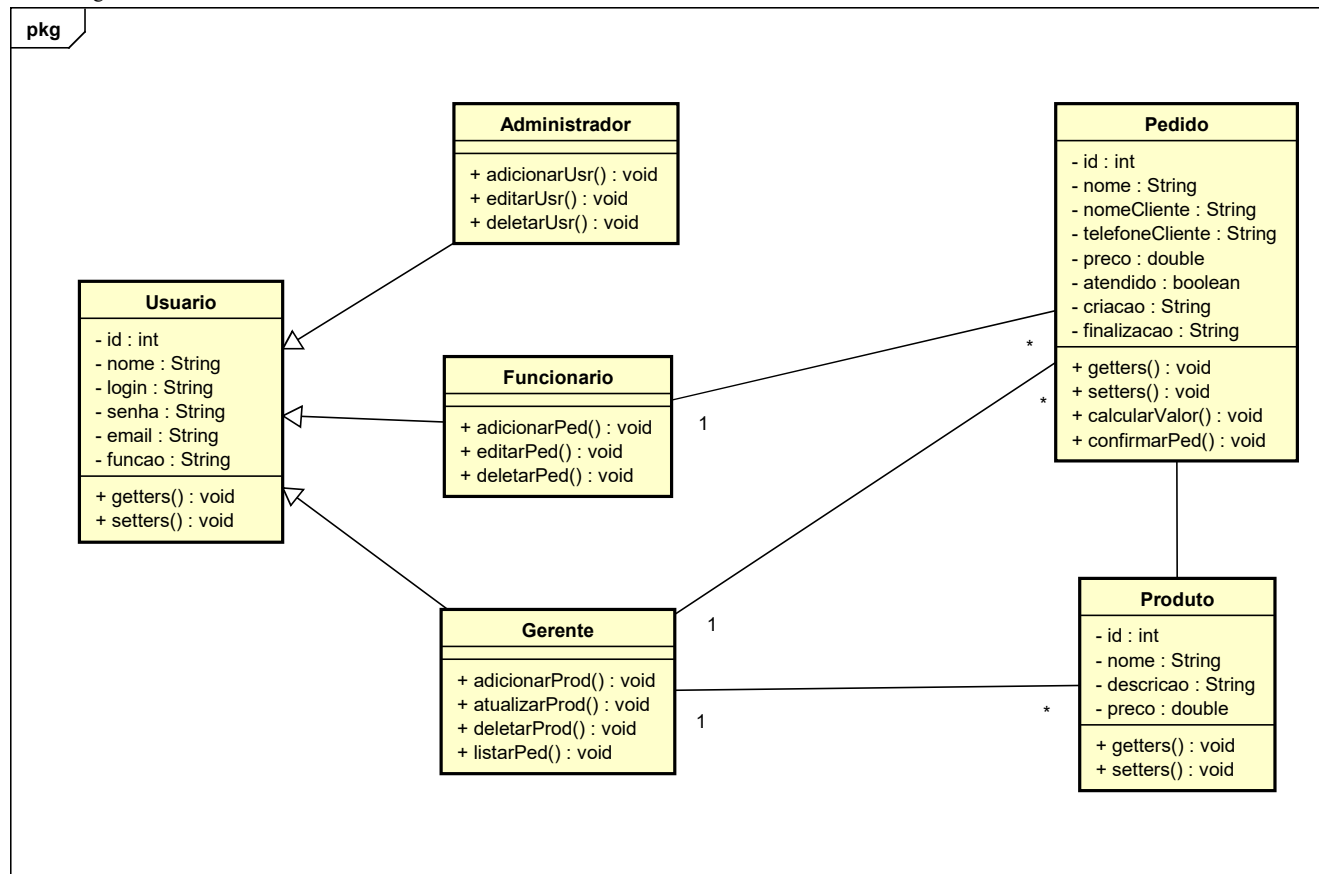 pkg
Administrador
+ adicionarUsr() : void
+ editarUsr() : void
+ deletarUsr() : void
Usuario
- id : int
- nome : String
- login : String
- senha : String
- email : String
- funcao : String
+ getters() : void
+ setters() : void
Funcionario
+ adicionarPed() : void
+ editarPed() : void
+ deletarPed() : void
Gerente
+ adicionarProd() : void
+ atualizarProd() : void
+ deletarProd() : void
+ listarPed() : void
Pedido
- id : int
- nome : String
- nomeCliente : String
- telefoneCliente : String
- preco : double
- atendido : boolean
- criacao : String
- finalizacao : String
+ getters() : void
+ setters() : void
+ calcularValor() : void
+ confirmarPed() : void
Produto
- id : int
- nome : String
- descricao : String
- preco : double
+ getters() : void
+ setters() : void
1
*
1
*
1
*